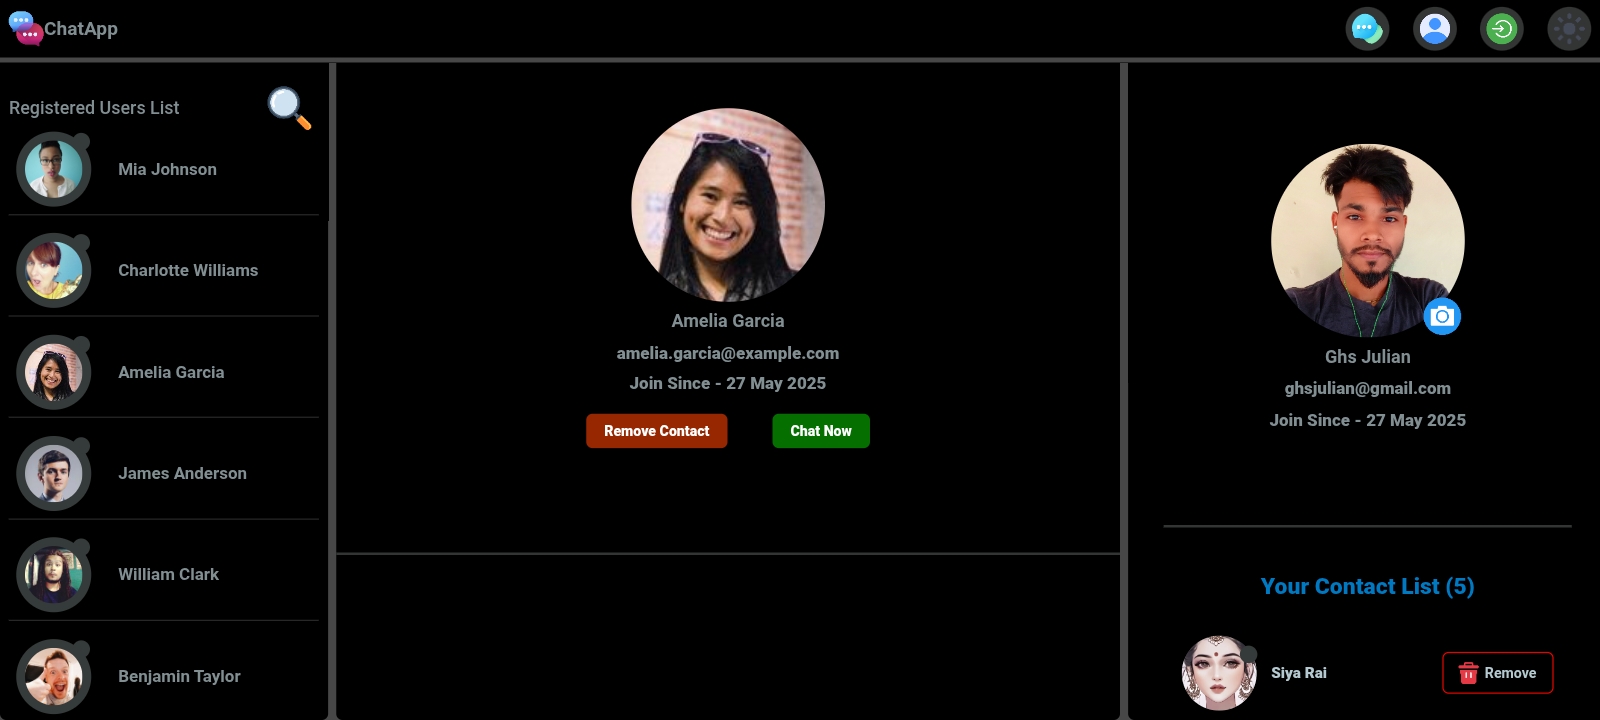 ChatApp
Registered Users List
Mia Johnson
Charlotte Williams
Amelia Garcia
James Anderson
William Clark
Benjamin Taylor
Amelia Garcia
amelia.garcia@example.com
Join Since - 27 May 2025
Remove Contact
Chat Now
Ghs Julian
ghsjulian@gmail.com
Join Since - 27 May 2025
Your Contact List (5)
Siya Rai
Remove